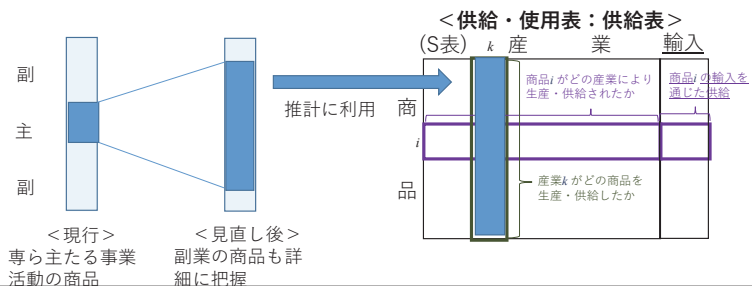 <供給・使用表：供給表>
(S表) k 産 業 輸入
副
主
副
推計に利用
商
i
品
商品iがどの産業により
生産・供給されたか
商品iの輸入を
通じた供給
産業kがどの商品を
生産・供給したか
<現行>
専ら主たる事業
活動の商品
<見直し後>
副業の商品も詳
細に把握